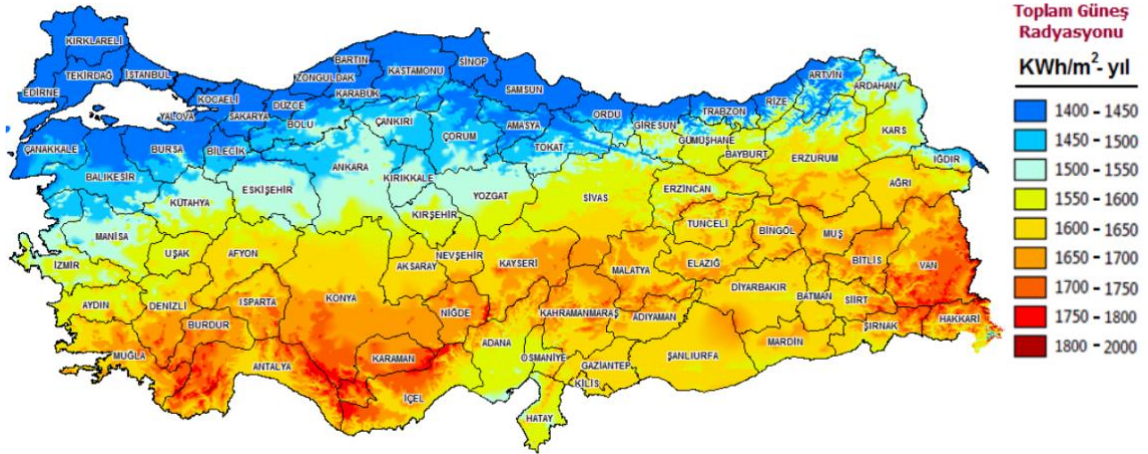 Toplam Güneş
Radyasyonu
KWh/m²- yıl
1400 - 1450
1450 - 1500
1500 - 1550
1550 - 1600
1600 - 1650
1650 - 1700
1700 - 1750
1750 - 1800
1800 - 2000
KIRKLARELİ
TEKİRDAĞ
İSTANBUL
EDİRNE
KOCAELİ
YALOVA
SAKARYA
DÜZCE
ZONGULDAK
BARTIN
KARABÜK
KASTAMONU
SİNOP
SAMSUN
ORDU
GİRESUN
TRABZON
RİZE
ARTVİN
ARDAHAN
KARS
IĞDIR
ÇANAKKALE
BURSA
BİLECİK
BOLU
ÇANKIRI
ÇORUM
AMASYA
TOKAT
GÜMÜŞHANE
BAYBURT
ERZURUM
AĞRI
BALIKESİR
KÜTAHYA
ESKİŞEHİR
ANKARA
KIRIKKALE
YOZGAT
SİVAS
ERZİNCAN
MANİSA
UŞAK
AFYON
KIRŞEHİR
NEVŞEHİR
KAYSERİ
TUNCELİ
BİNGÖL
MUŞ
BİTLİS
VAN
İZMİR
AYDIN
DENİZLİ
ISPARTA
KONYA
AKSARAY
NİĞDE
MALATYA
ELAZIĞ
DİYARBAKIR
BATMAN
SİİRT
ŞIRNAK
HAKKARİ
MUĞLA
BURDUR
ANTALYA
KARAMAN
İÇEL
ADANA
KAHRAMANMARAŞ
ADIYAMAN
OSMANİYE
GAZİANTEP
KİLİS
ŞANLIURFA
MARDİN
HATAY